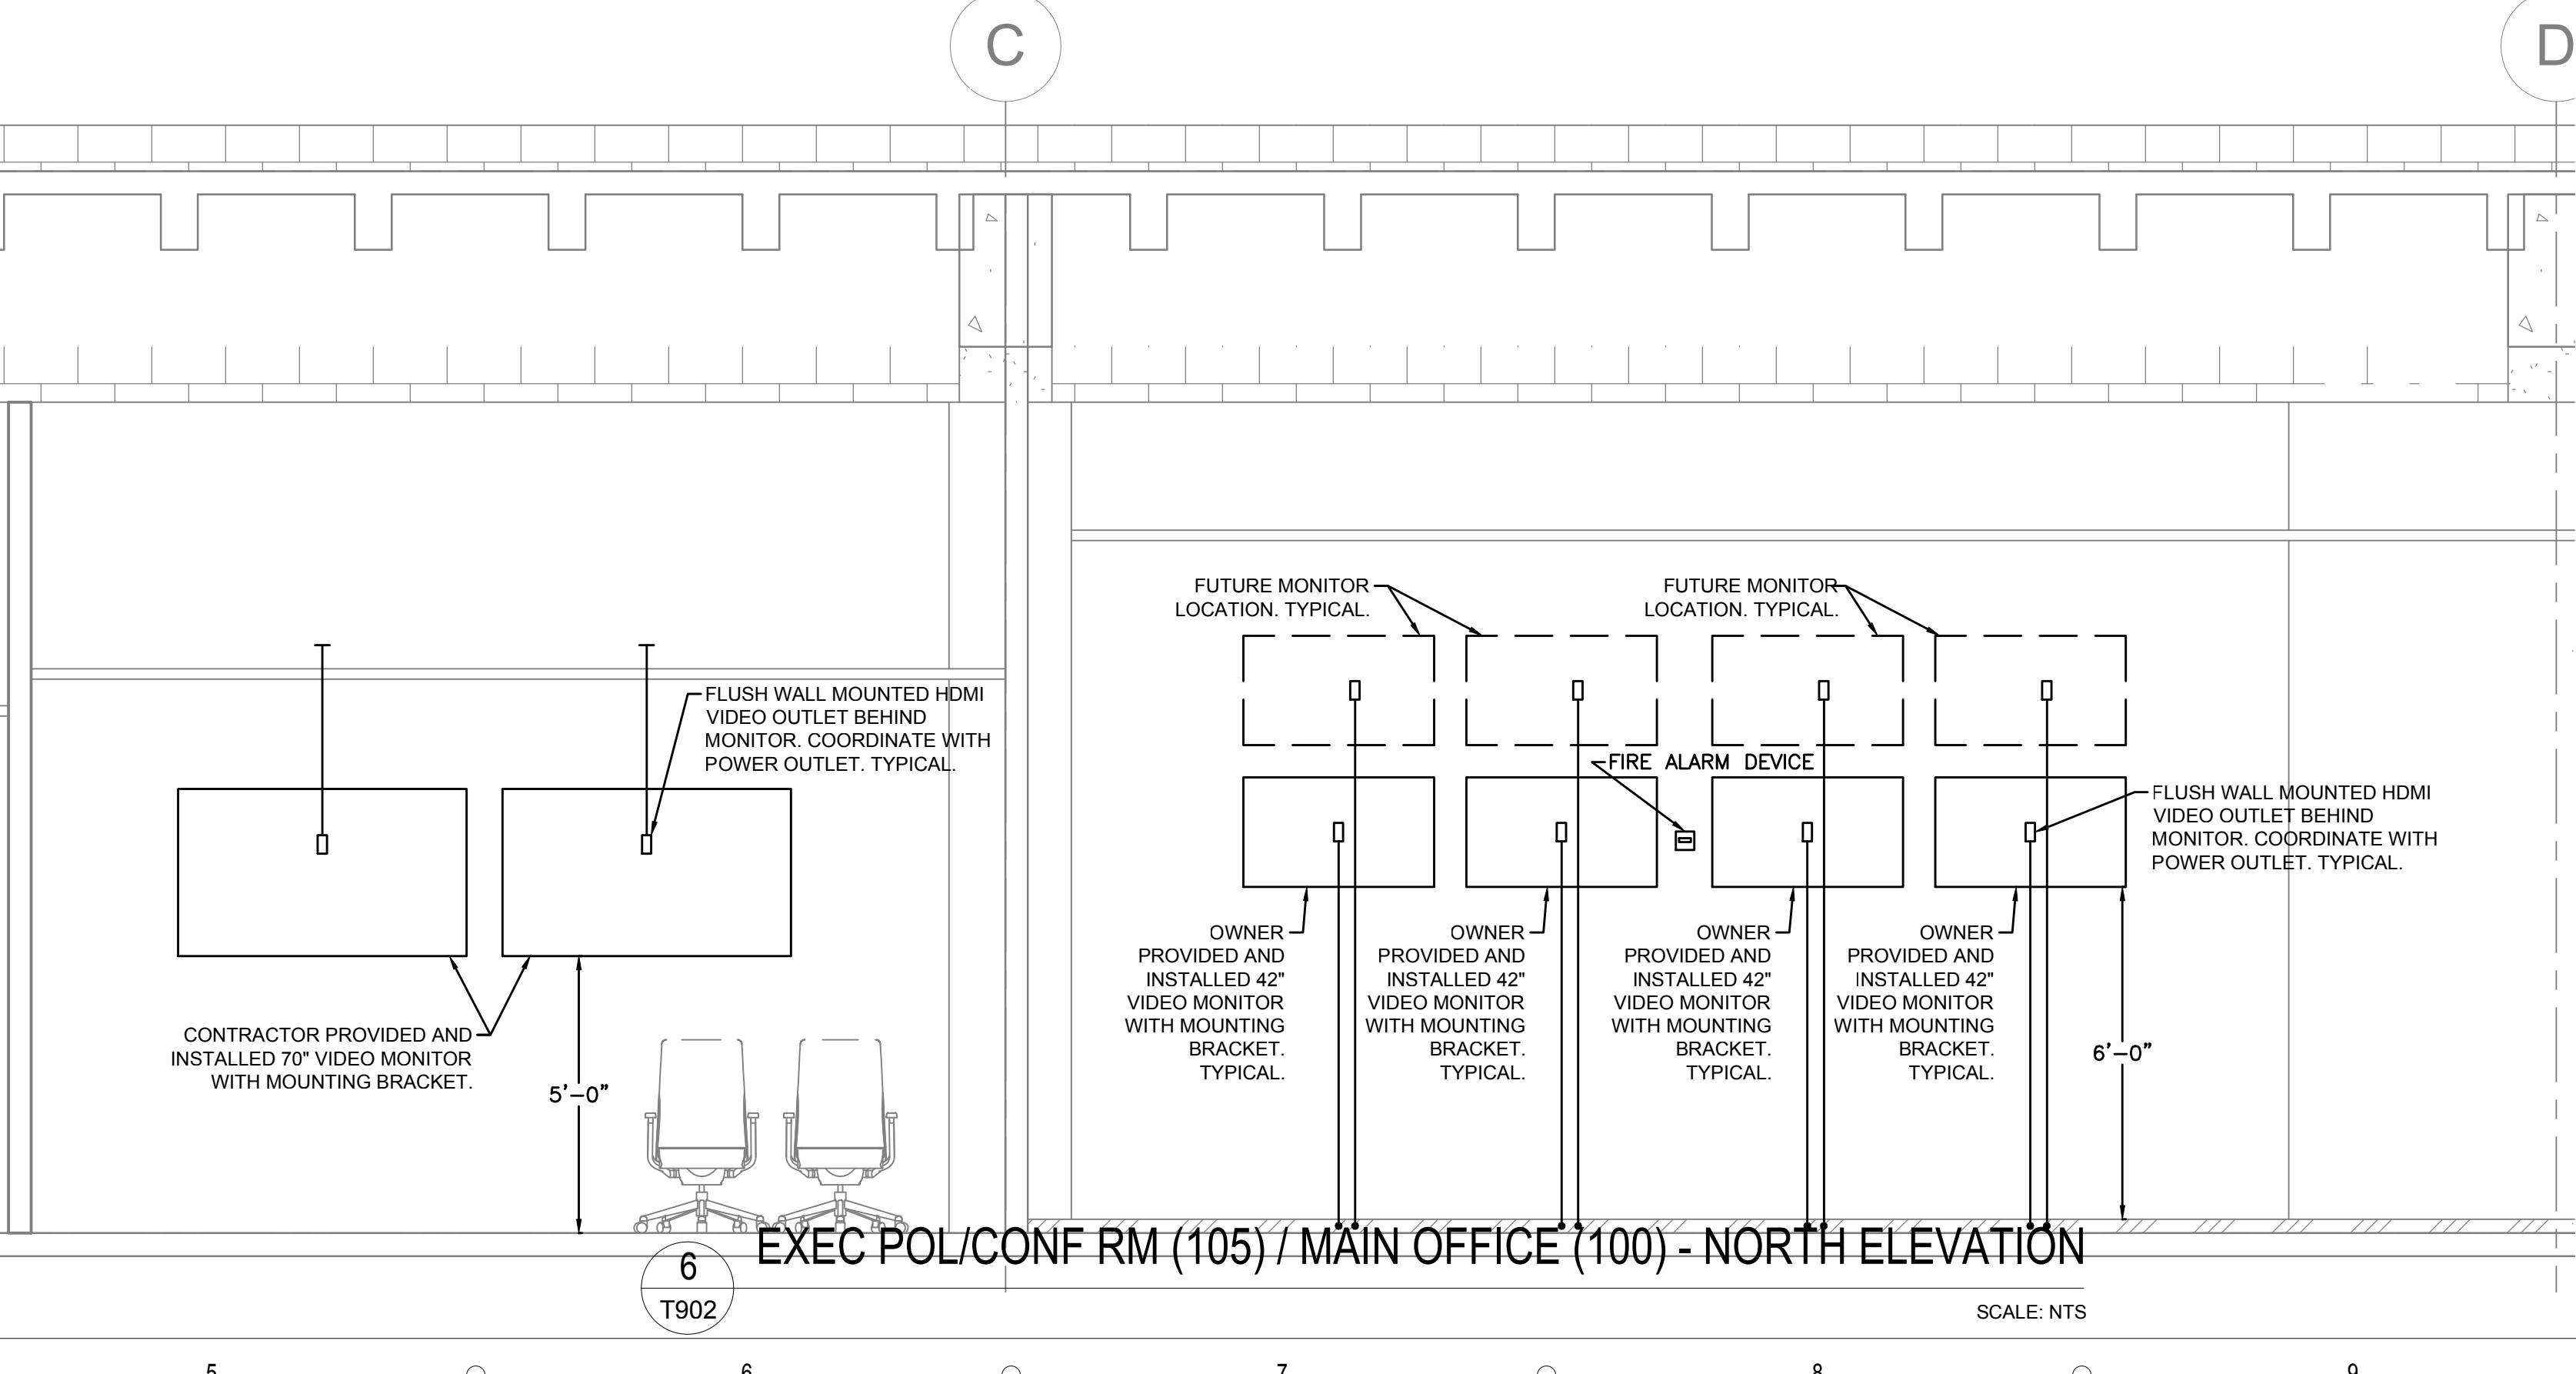 C
D
FUTURE MONITOR
LOCATION. TYPICAL.
FUTURE MONITOR
LOCATION. TYPICAL.
FLUSH WALL MOUNTED HDMI
VIDEO OUTLET BEHIND
MONITOR. COORDINATE WITH
POWER OUTLET. TYPICAL.
FIRE ALARM DEVICE
FLUSH WALL MOUNTED HDMI
VIDEO OUTLET BEHIND
MONITOR. COORDINATE WITH
POWER OUTLET. TYPICAL.
CONTRACTOR PROVIDED AND
INSTALLED 70" VIDEO MONITOR
WITH MOUNTING BRACKET.
5'-0"
OWNER
PROVIDED AND
INSTALLED 42"
VIDEO MONITOR
WITH MOUNTING
BRACKET.
TYPICAL.
OWNER
PROVIDED AND
INSTALLED 42"
VIDEO MONITOR
WITH MOUNTING
BRACKET.
TYPICAL.
OWNER
PROVIDED AND
INSTALLED 42"
VIDEO MONITOR
WITH MOUNTING
BRACKET.
TYPICAL.
OWNER
PROVIDED AND
INSTALLED 42"
VIDEO MONITOR
WITH MOUNTING
BRACKET.
TYPICAL.
6'-0"
EXEC POL/CONF RM (105) / MAIN OFFICE (100) - NORTH ELEVATION
6
T902
SCALE: NTS
5
6
7
8
9